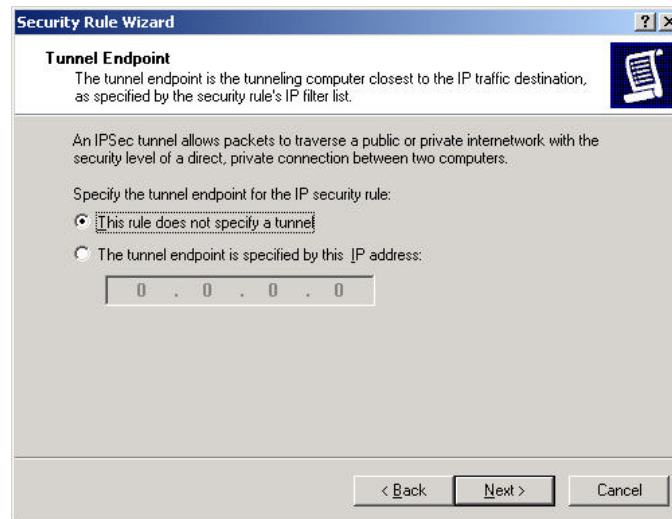 Security Rule Wizard
? X
Tunnel Endpoint
The tunnel endpoint is the tunneling computer closest to the IP traffic destination,
as specified by the security rule's IP filter list.
An IPSec tunnel allows packets to traverse a public or private internetwork with the
security level of a direct, private connection between two computers.
Specify the tunnel endpoint for the IP security rule:
This rule does not specify a tunnel
The tunnel endpoint is specified by this IP address:
0 . 0 . 0 . 0
< Back Next > Cancel